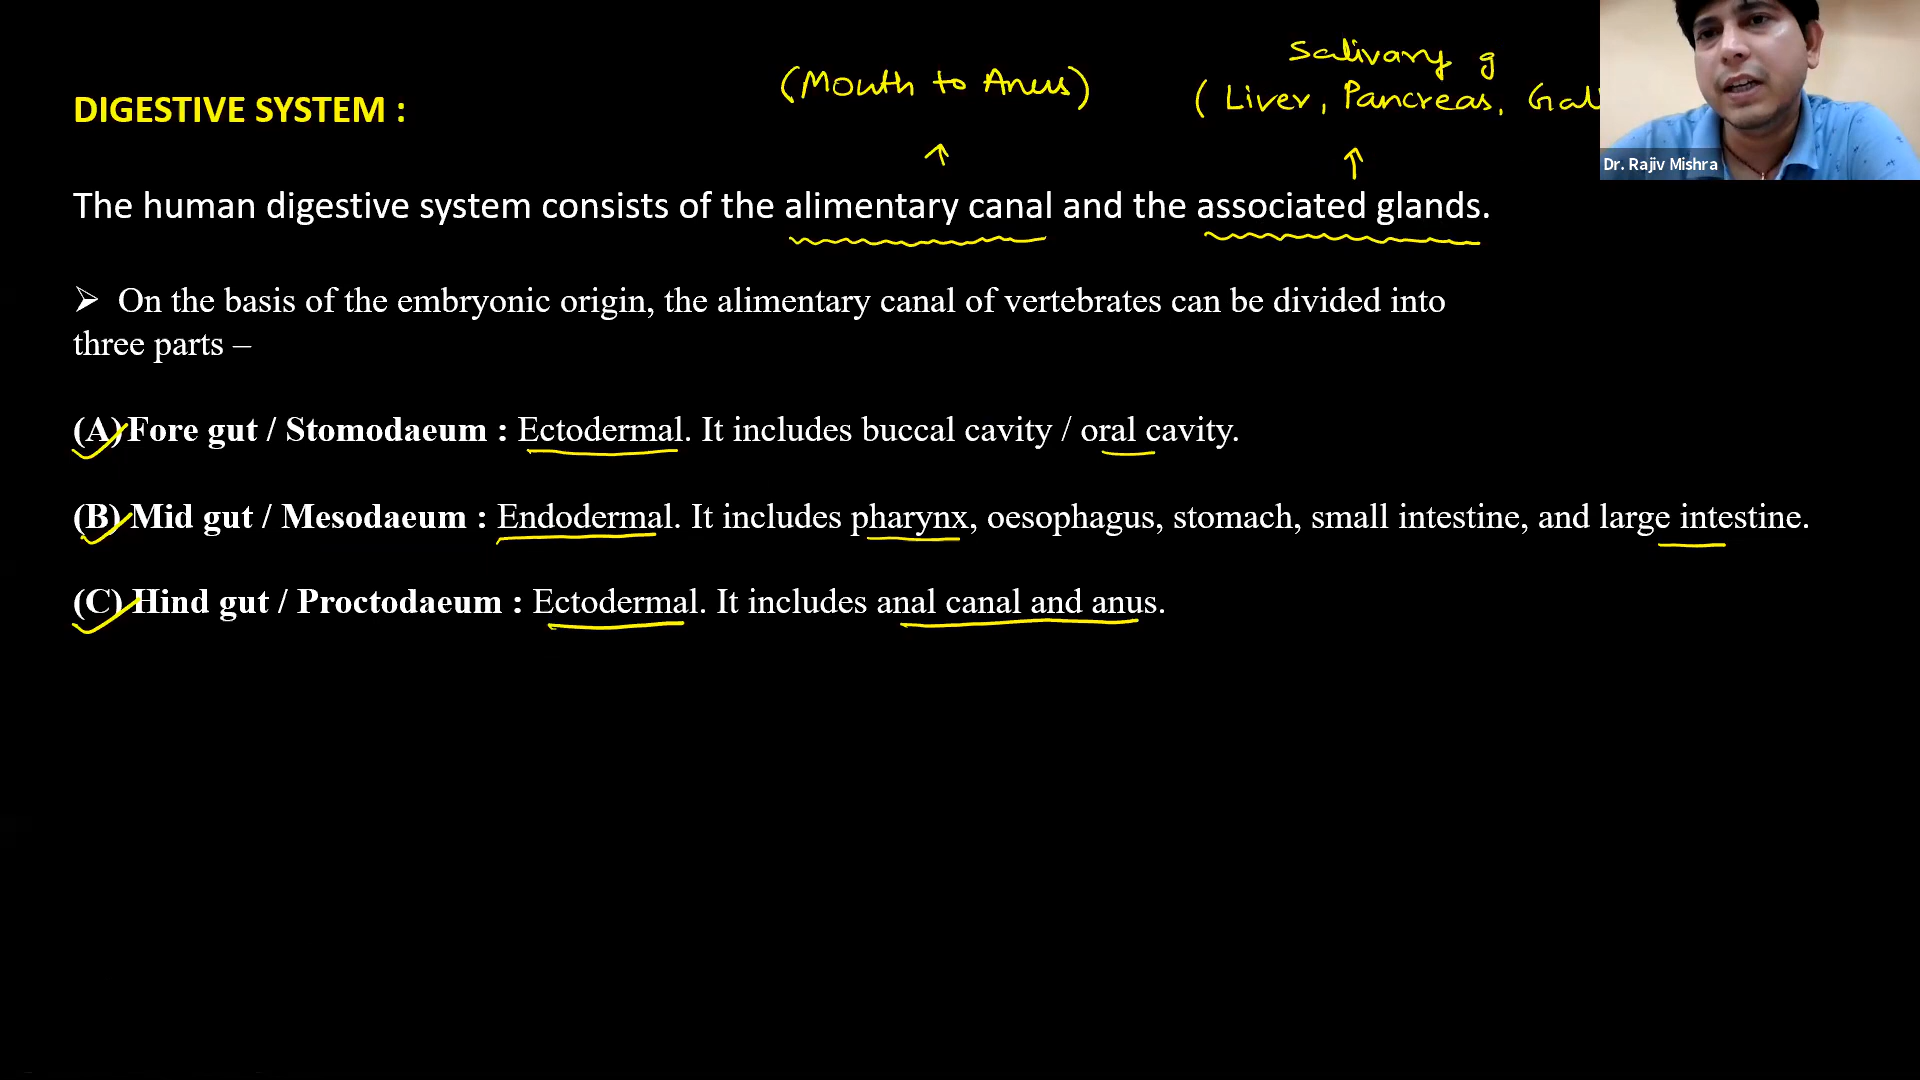 Salivary g
(Mouth to Anus)
(Liver, Pancreas, Gal
DIGESTIVE SYSTEM :
Dr. Rajiv Mishra
The human digestive system consists of the alimentary canal and the associated glands.
➢ On the basis of the embryonic origin, the alimentary canal of vertebrates can be divided into
three parts –
(A) Fore gut / Stomodaeum : Ectodermal. It includes buccal cavity / oral cavity.
(B) Mid gut / Mesodaeum : Endodermal. It includes pharynx, oesophagus, stomach, small intestine, and large intestine.
(C) Hind gut / Proctodaeum : Ectodermal. It includes anal canal and anus.